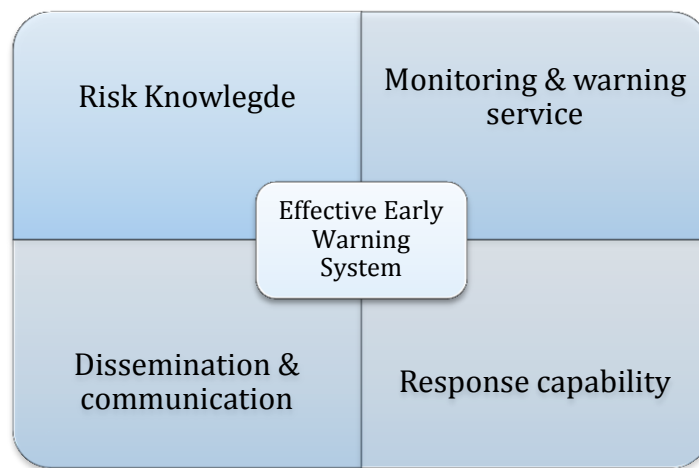 Risk Knowlegde
Monitoring & warning
service
Effective Early
Warning
System
Dissemination &
communication
Response capability